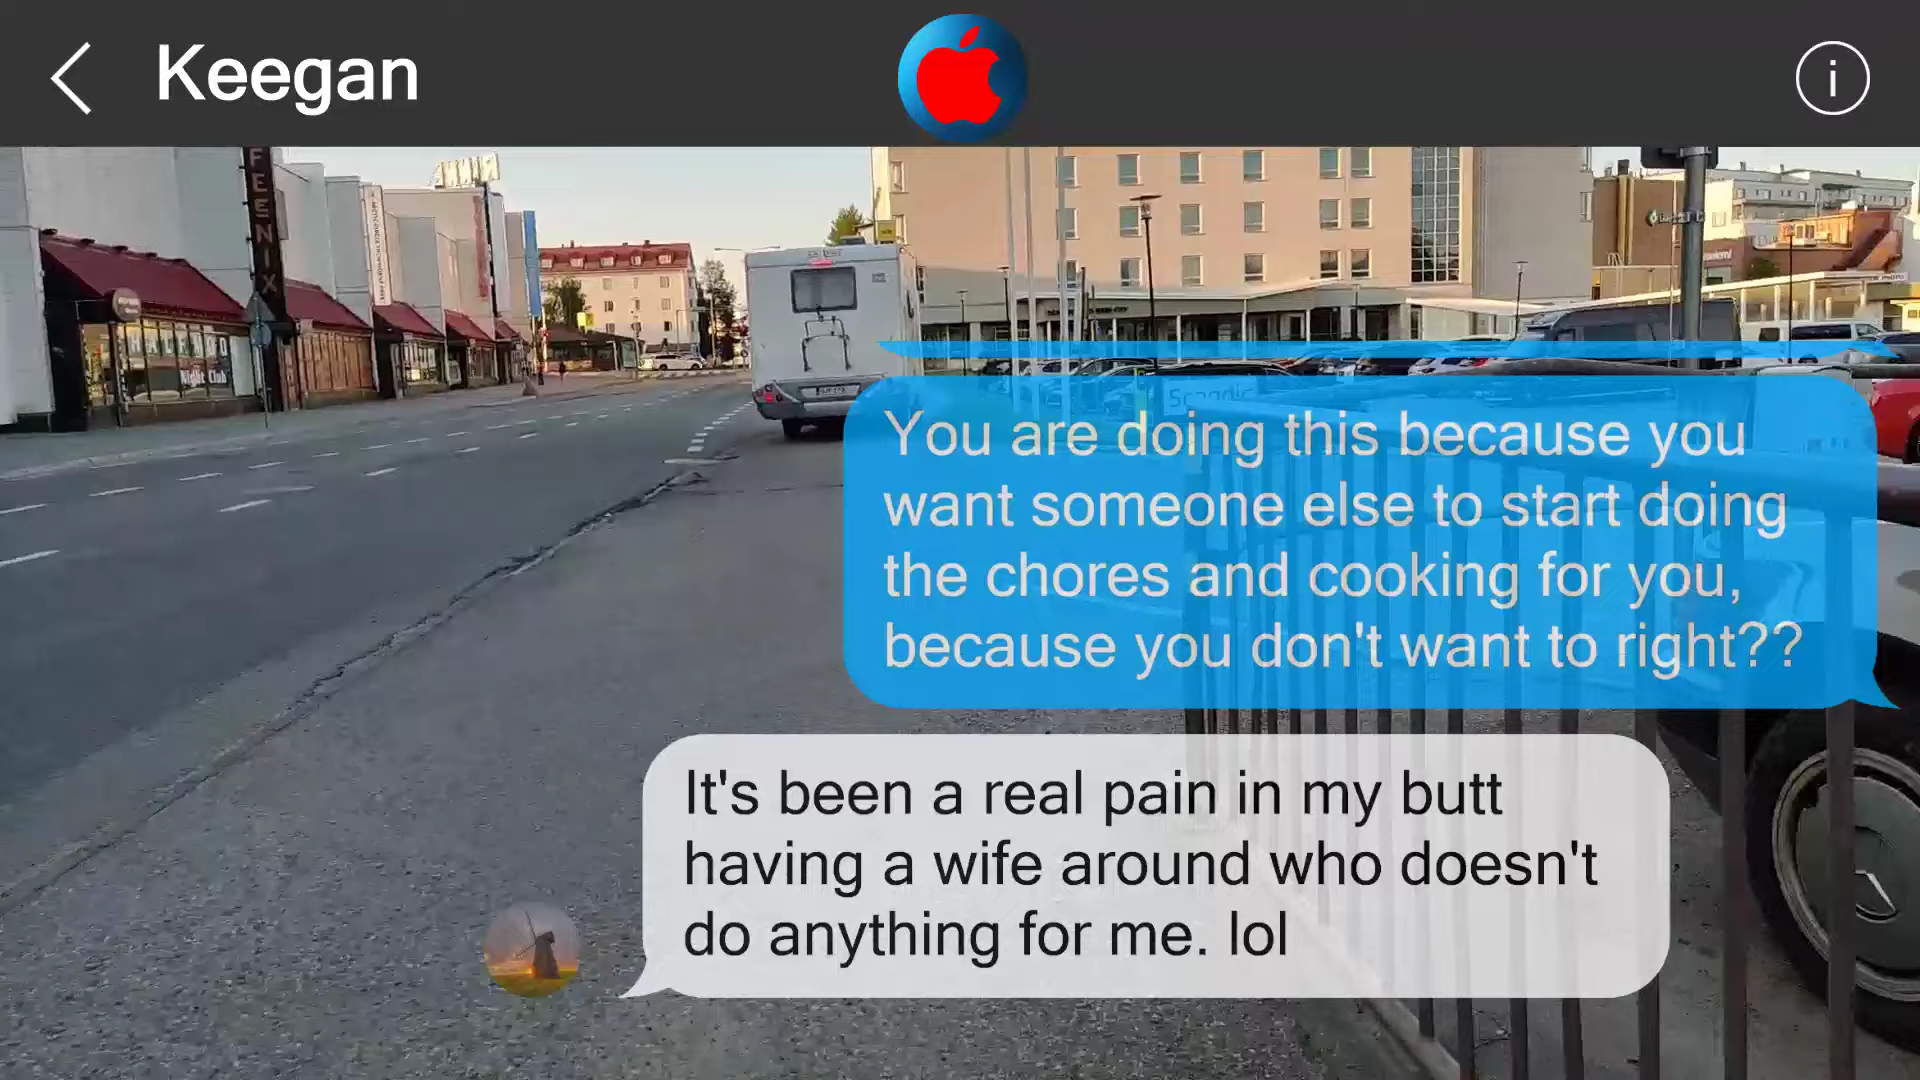 Keegan
i
FEENIX
Night Club
Scandic
You are doing this because you
want someone else to start doing
the chores and cooking for you,
because you don't want to right??
It's been a real pain in my butt
having a wife around who doesn't
do anything for me. lol